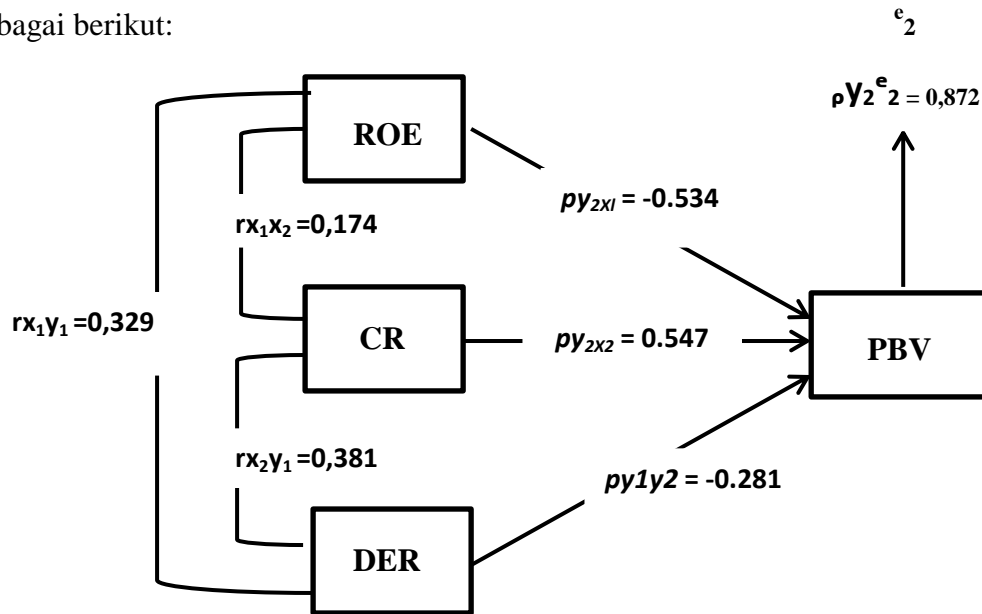 bagai berikut:
e2
ρy2e2 = 0,872
ROE
py2XI = -0.534
rx1x2 =0,174
rx1y1 =0,329
CR
py2X2 = 0.547
PBV
rx2y1 =0,381
py1y2 = -0.281
DER